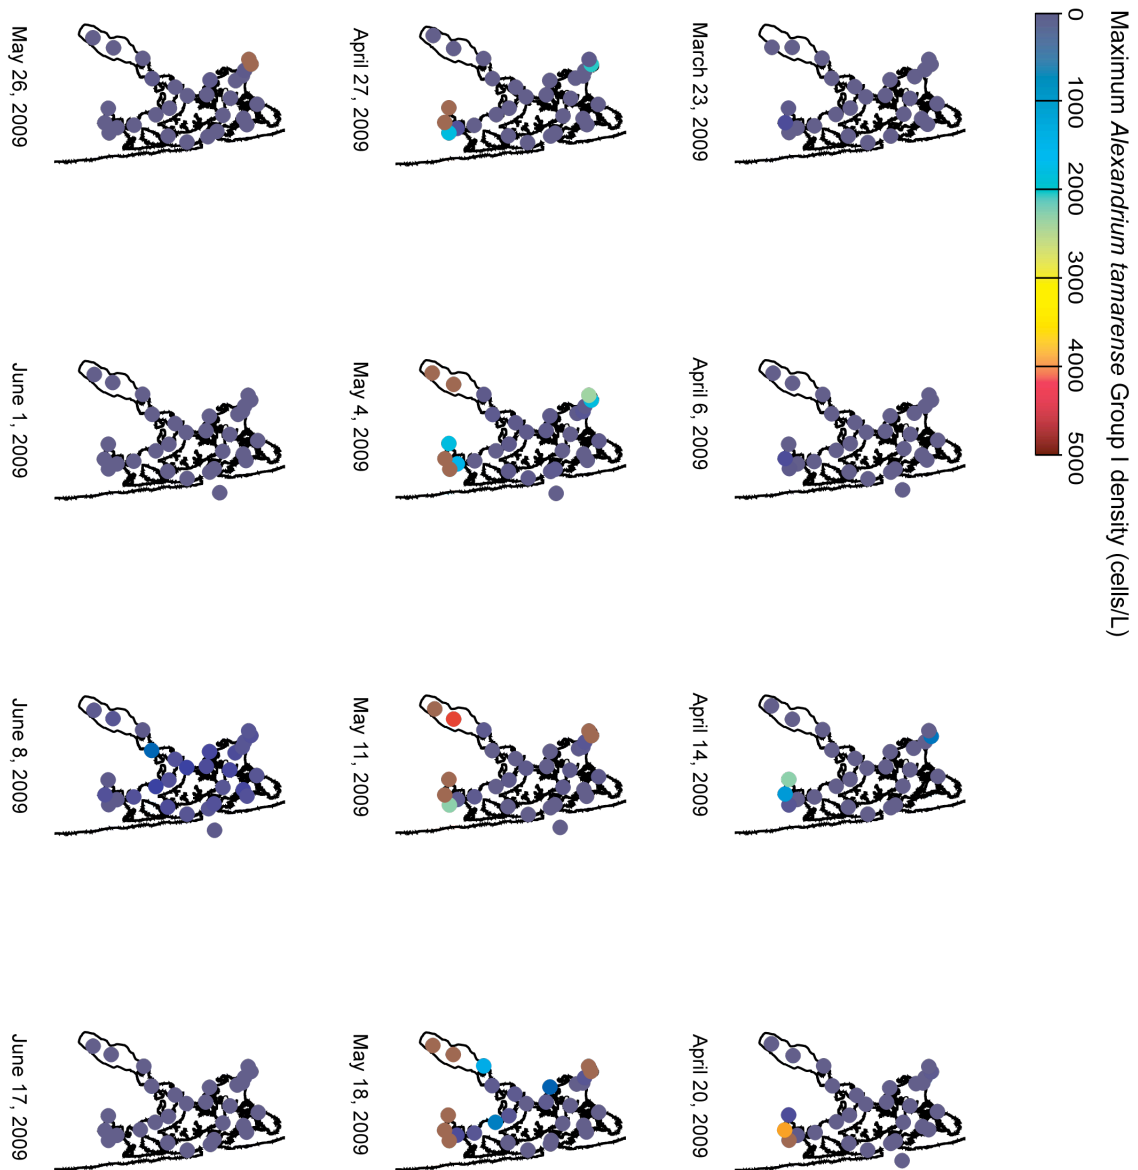 Maximum Alexandrium tamarense Group I density (cells/L)
0 1000 2000 3000 4000 5000
March 23, 2009
April 6, 2009
April 14, 2009
April 20, 2009
April 27, 2009
May 4, 2009
May 11, 2009
May 18, 2009
May 26, 2009
June 1, 2009
June 8, 2009
June 17, 2009